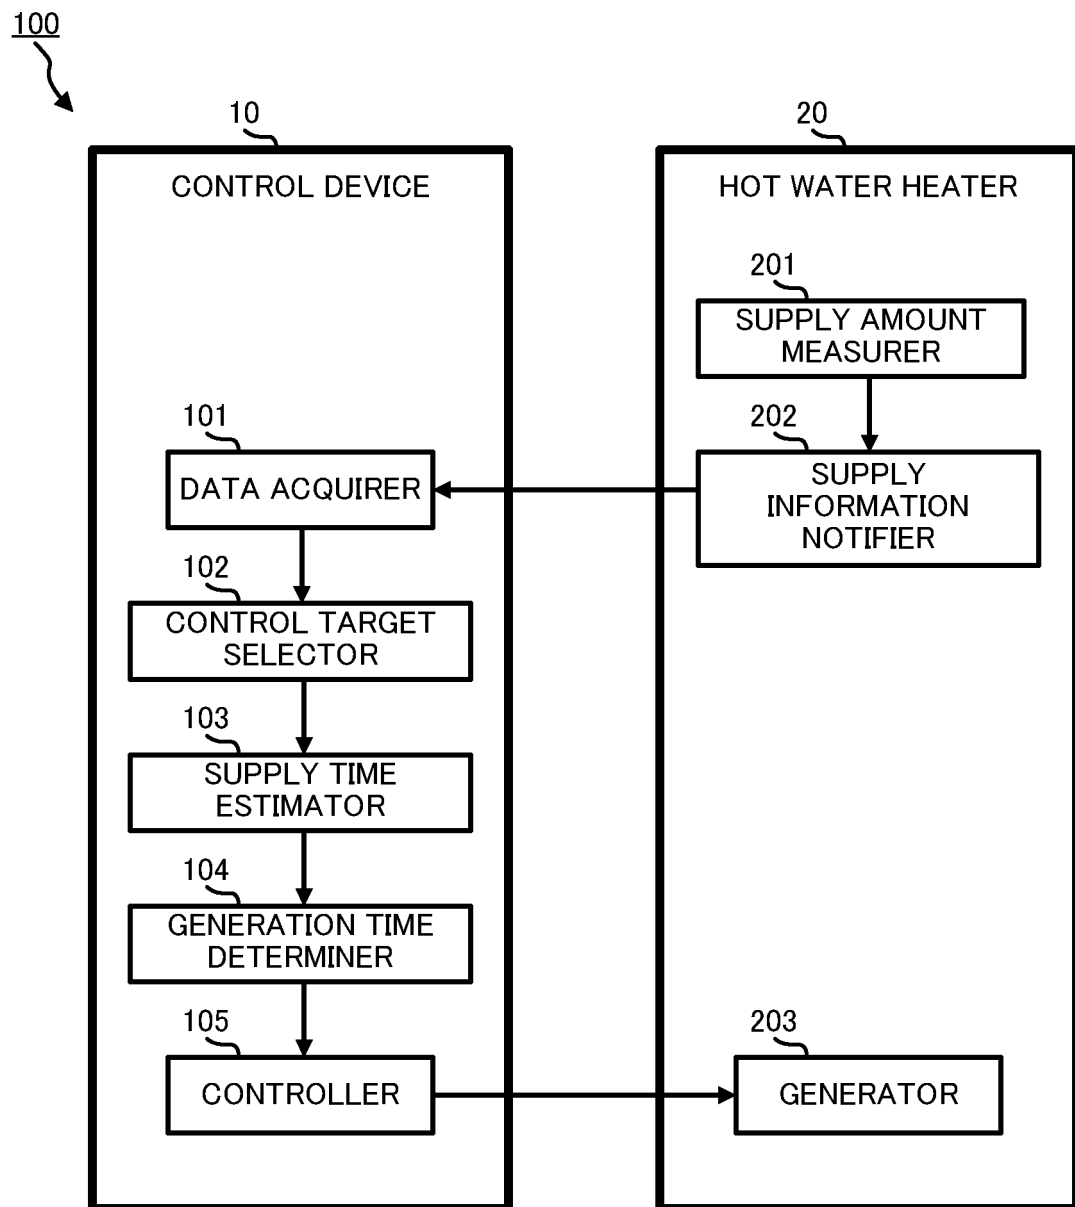 100
10
CONTROL DEVICE
101
DATA ACQUIRER
102
CONTROL TARGET
SELECTOR
103
SUPPLY TIME
ESTIMATOR
104
GENERATION TIME
DETERMINER
105
CONTROLLER
20
HOT WATER HEATER
201
SUPPLY AMOUNT
MEASURER
202
SUPPLY
INFORMATION
NOTIFIER
203
GENERATOR